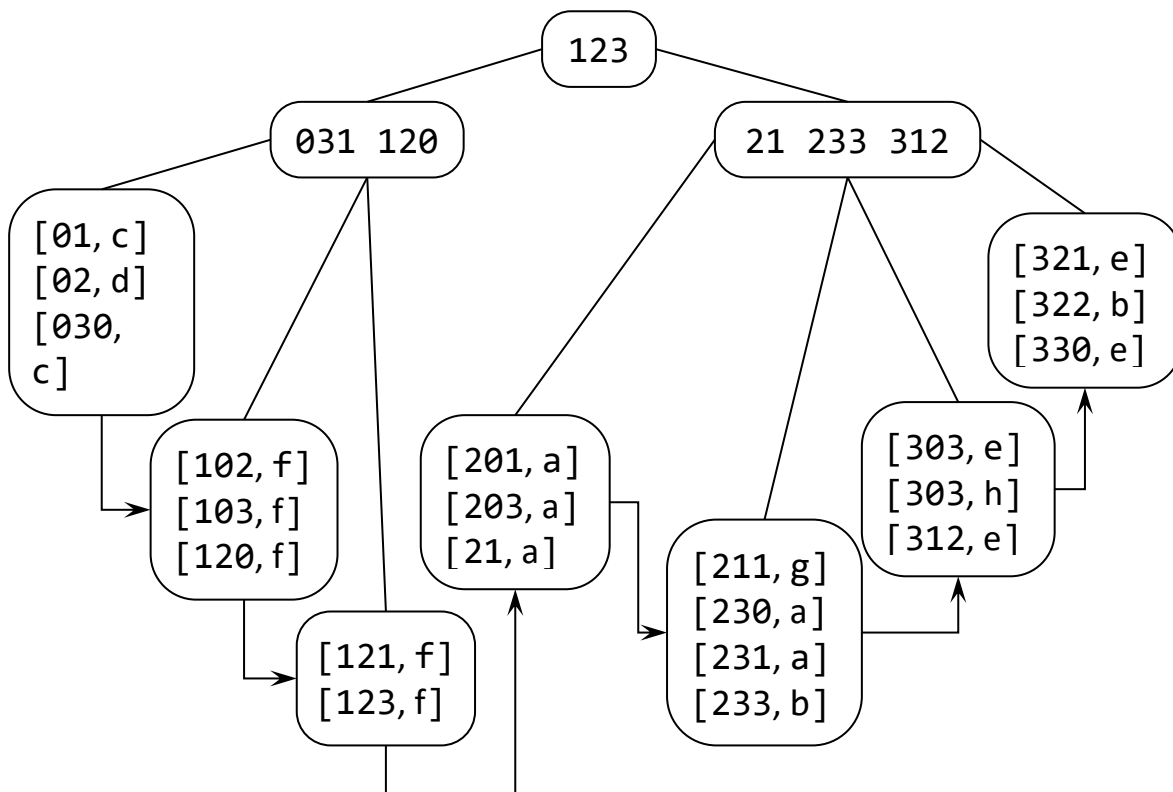 123
031 120
21 233 312
[01, c]
[02, d]
[030,
c]
[102, f]
[103, f]
[120, f]
[121, f]
[123, f]
[201, a]
[203, a]
[21, a]
[211, g]
[230, a]
[231, a]
[233, b]
[303, e]
[303, h]
[312, e]
[321, e]
[322, b]
[330, e]